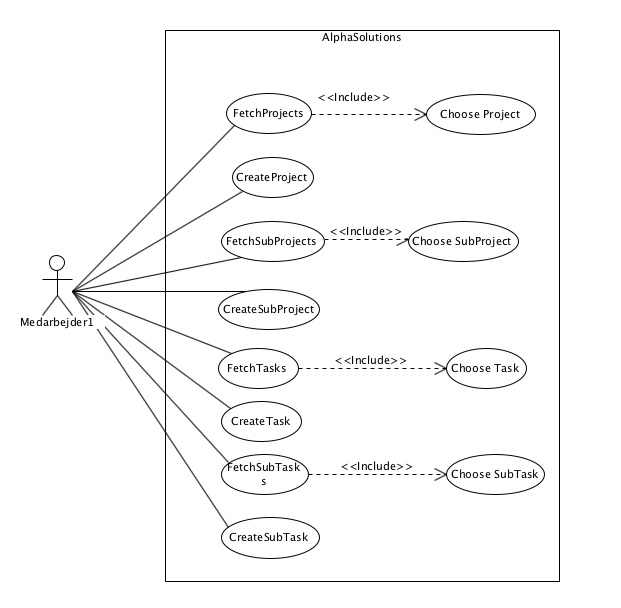 AlphaSolutions
FetchProjects
<<Include>>
Choose Project
CreateProject
FetchSubProjects
<<Include>>
Choose SubProject
Medarbejder1
CreateSubProject
FetchTasks
<<Include>>
Choose Task
CreateTask
FetchSubTask
s
<<Include>>
Choose SubTask
CreateSubTask